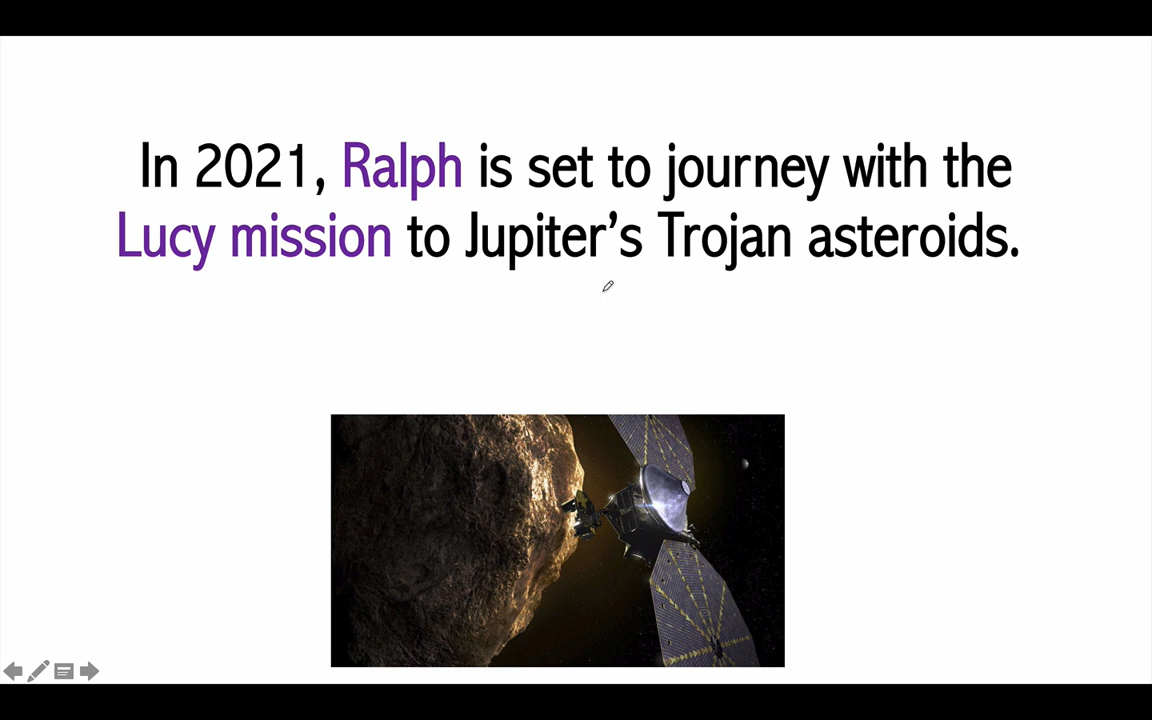 In 2021, Ralph is set to journey with the
Lucy mission to Jupiter’s Trojan asteroids.